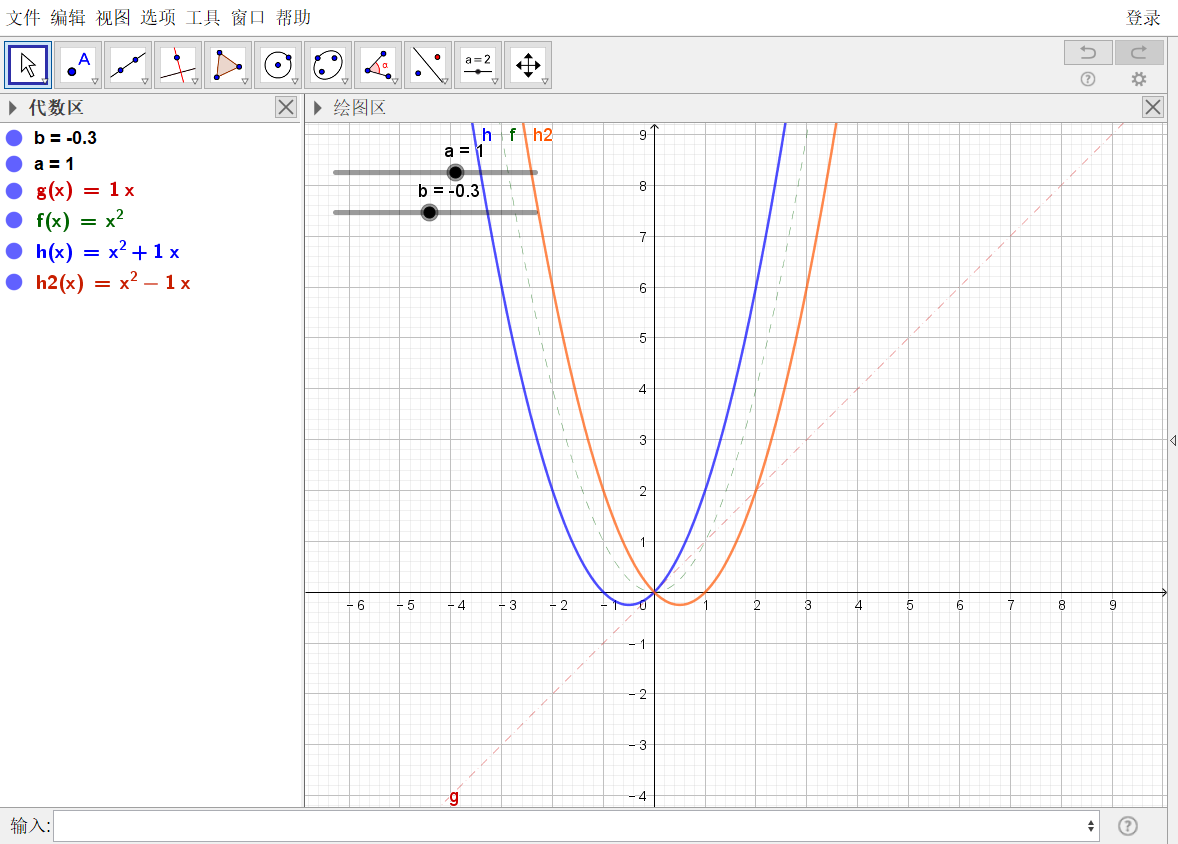 文件 编辑 视图 选项 工具 窗口 帮助 登录
A α a = 2
代数区
b = -0.3
a = 1
g(x) = 1 x
f(x) = x²
h(x) = x² + 1 x
h2(x) = x² − 1 x
绘图区
h f h2
a = 1
b = -0.3
9
8
7
6
5
4
3
2
1
−6 −5 −4 −3 −2 −1 0 1 2 3 4 5 6 7 8 9
−1
−2
−3
−4
g
输入: